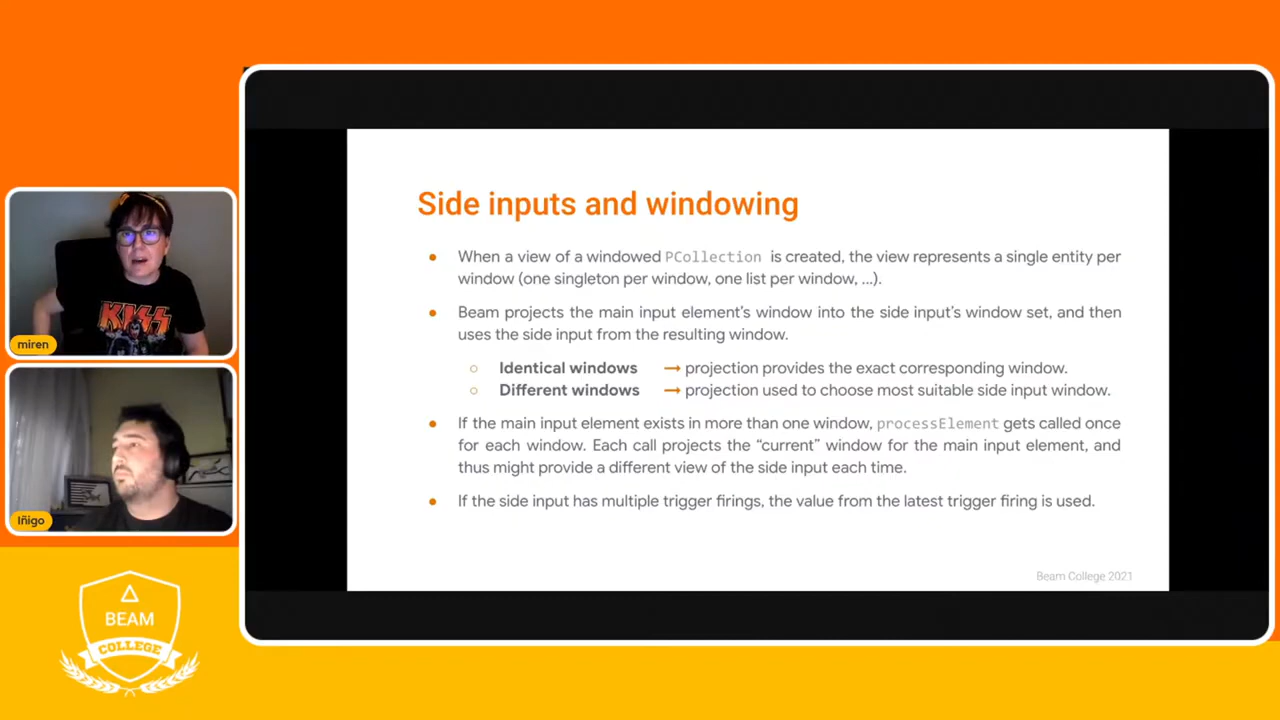 Side inputs and windowing
● When a view of a windowed PCollection is created, the view represents a single entity per
window (one singleton per window, one list per window, ...).
● Beam projects the main input element's window into the side input's window set, and then
uses the side input from the resulting window.
○ Identical windows → projection provides the exact corresponding window.
○ Different windows → projection used to choose most suitable side input window.
● If the main input element exists in more than one window, processElement gets called once
for each window. Each call projects the “current” window for the main input element, and
thus might provide a different view of the side input each time.
● If the side input has multiple trigger firings, the value from the latest trigger firing is used.
Beam College 2021
KISS
miren
Iñigo
BEAM
COLLEGE